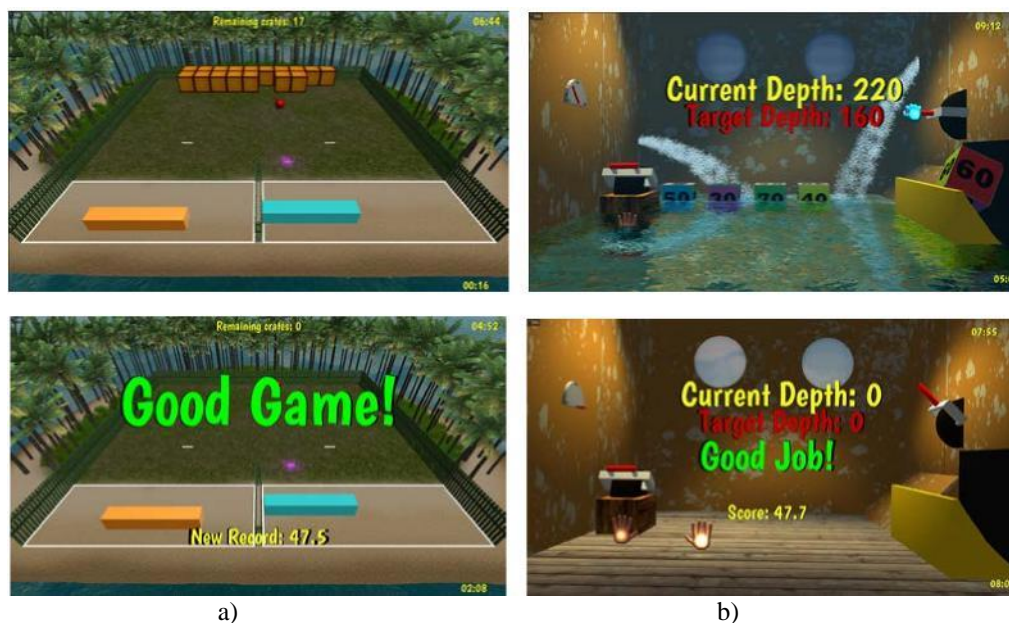 Remaining crates: 17
06:44
00:16
09:12
Current Depth: 220
Target Depth: 160
50
30
70
40
60
Remaining crates: 0
04:52
Good Game!
New Record: 47.5
02:08
07:55
Current Depth: 0
Target Depth: 0
Good Job!
Score: 47.7
a)
b)